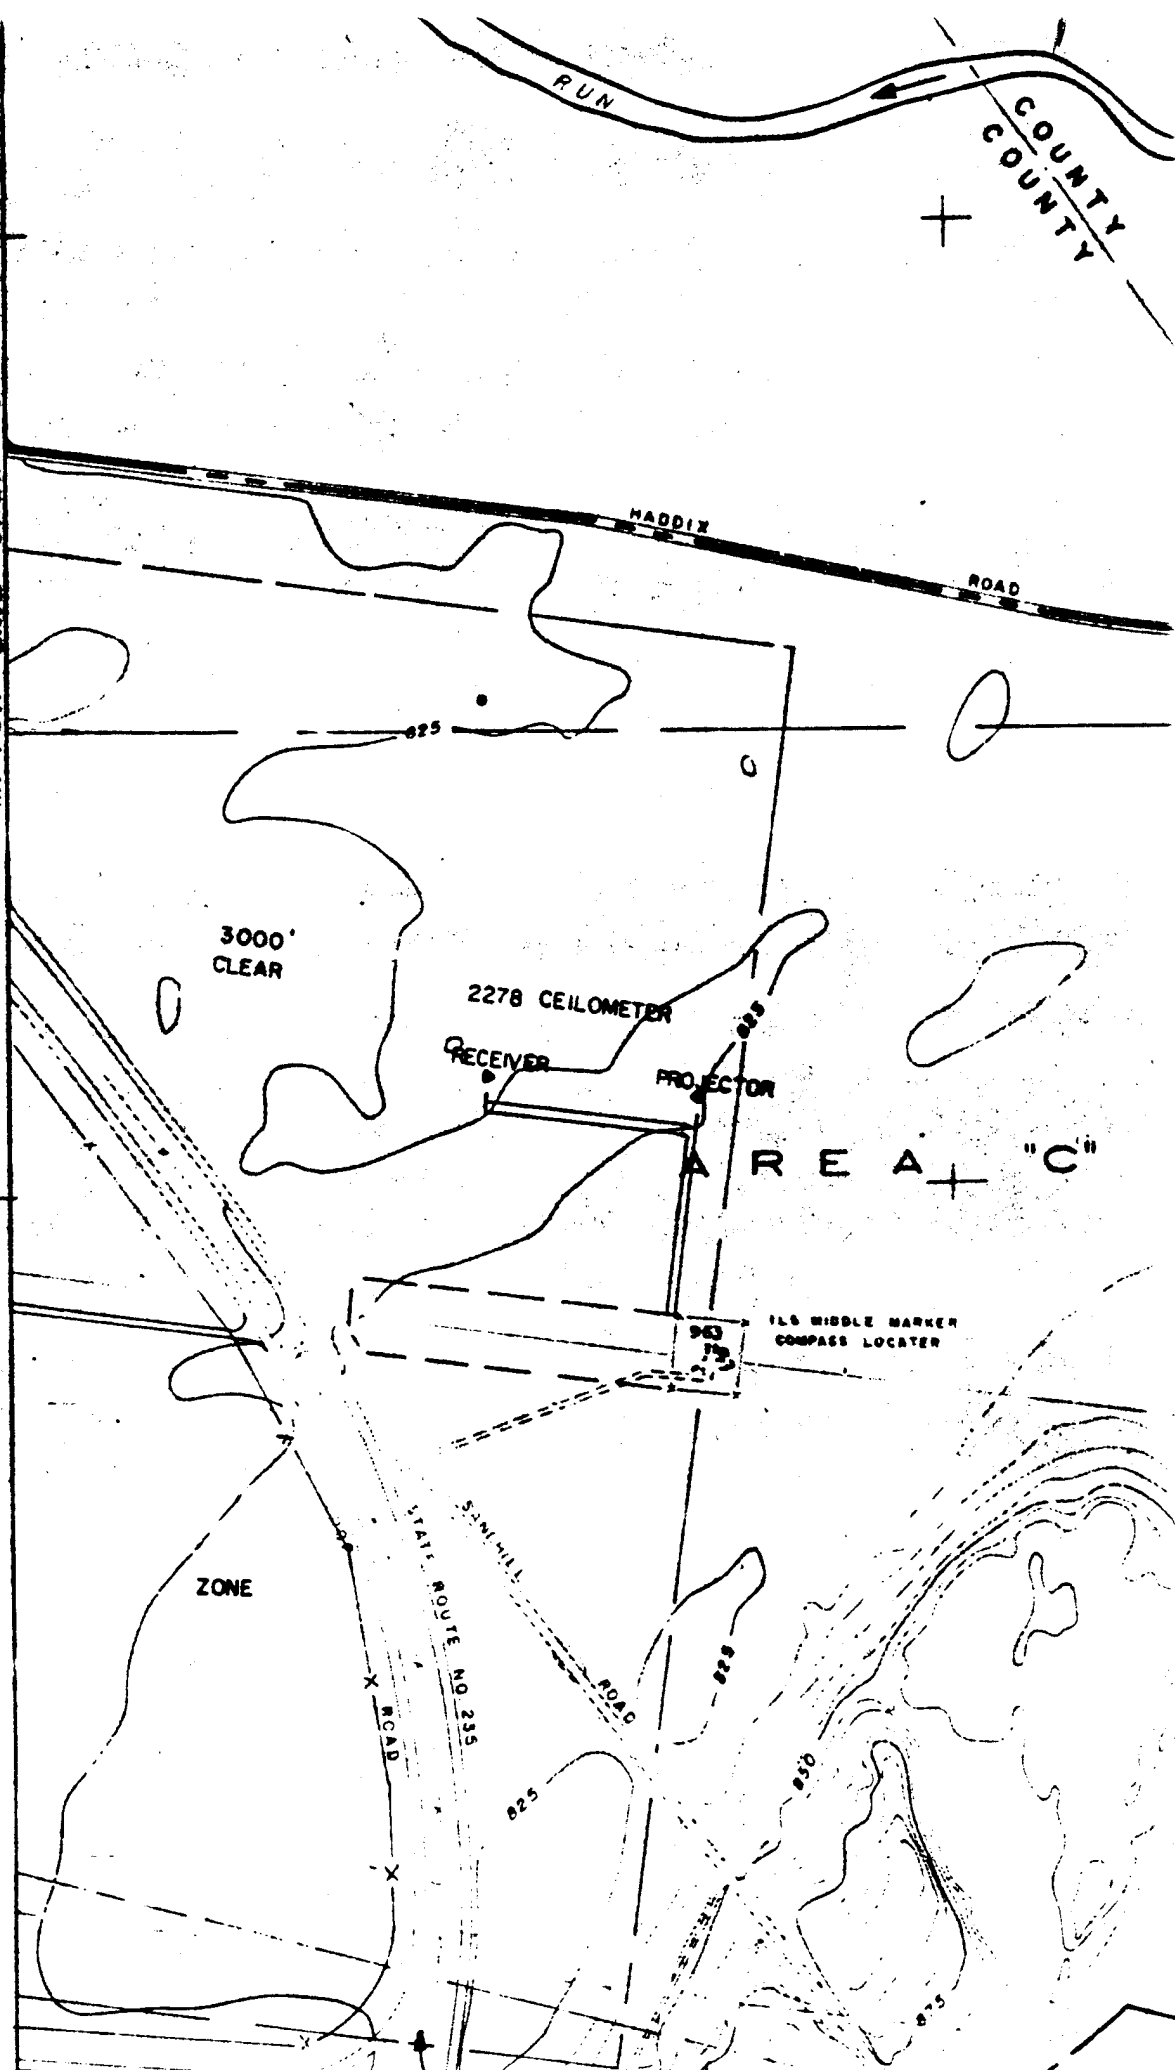 RUN
COUNTY
COUNTY
HADDIX
ROAD
825
3000'
CLEAR
2278 CEILOMETER
825
RECEIVER
PROJECTOR
AREA "C"
963
ILS MIDDLE MARKER
COMPASS LOCATER
STATE ROUTE NO. 235
ROAD
ZONE
825
ROAD
850
825
875